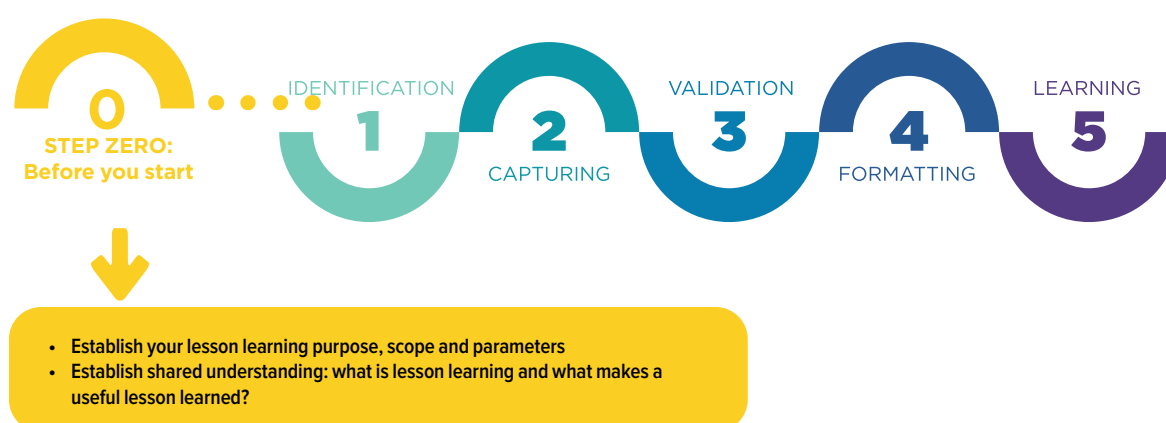 0
STEP ZERO:
Before you start
IDENTIFICATION
1
2
CAPTURING
VALIDATION
3
4
FORMATTING
LEARNING
5
• Establish your lesson learning purpose, scope and parameters
• Establish shared understanding: what is lesson learning and what makes a
useful lesson learned?